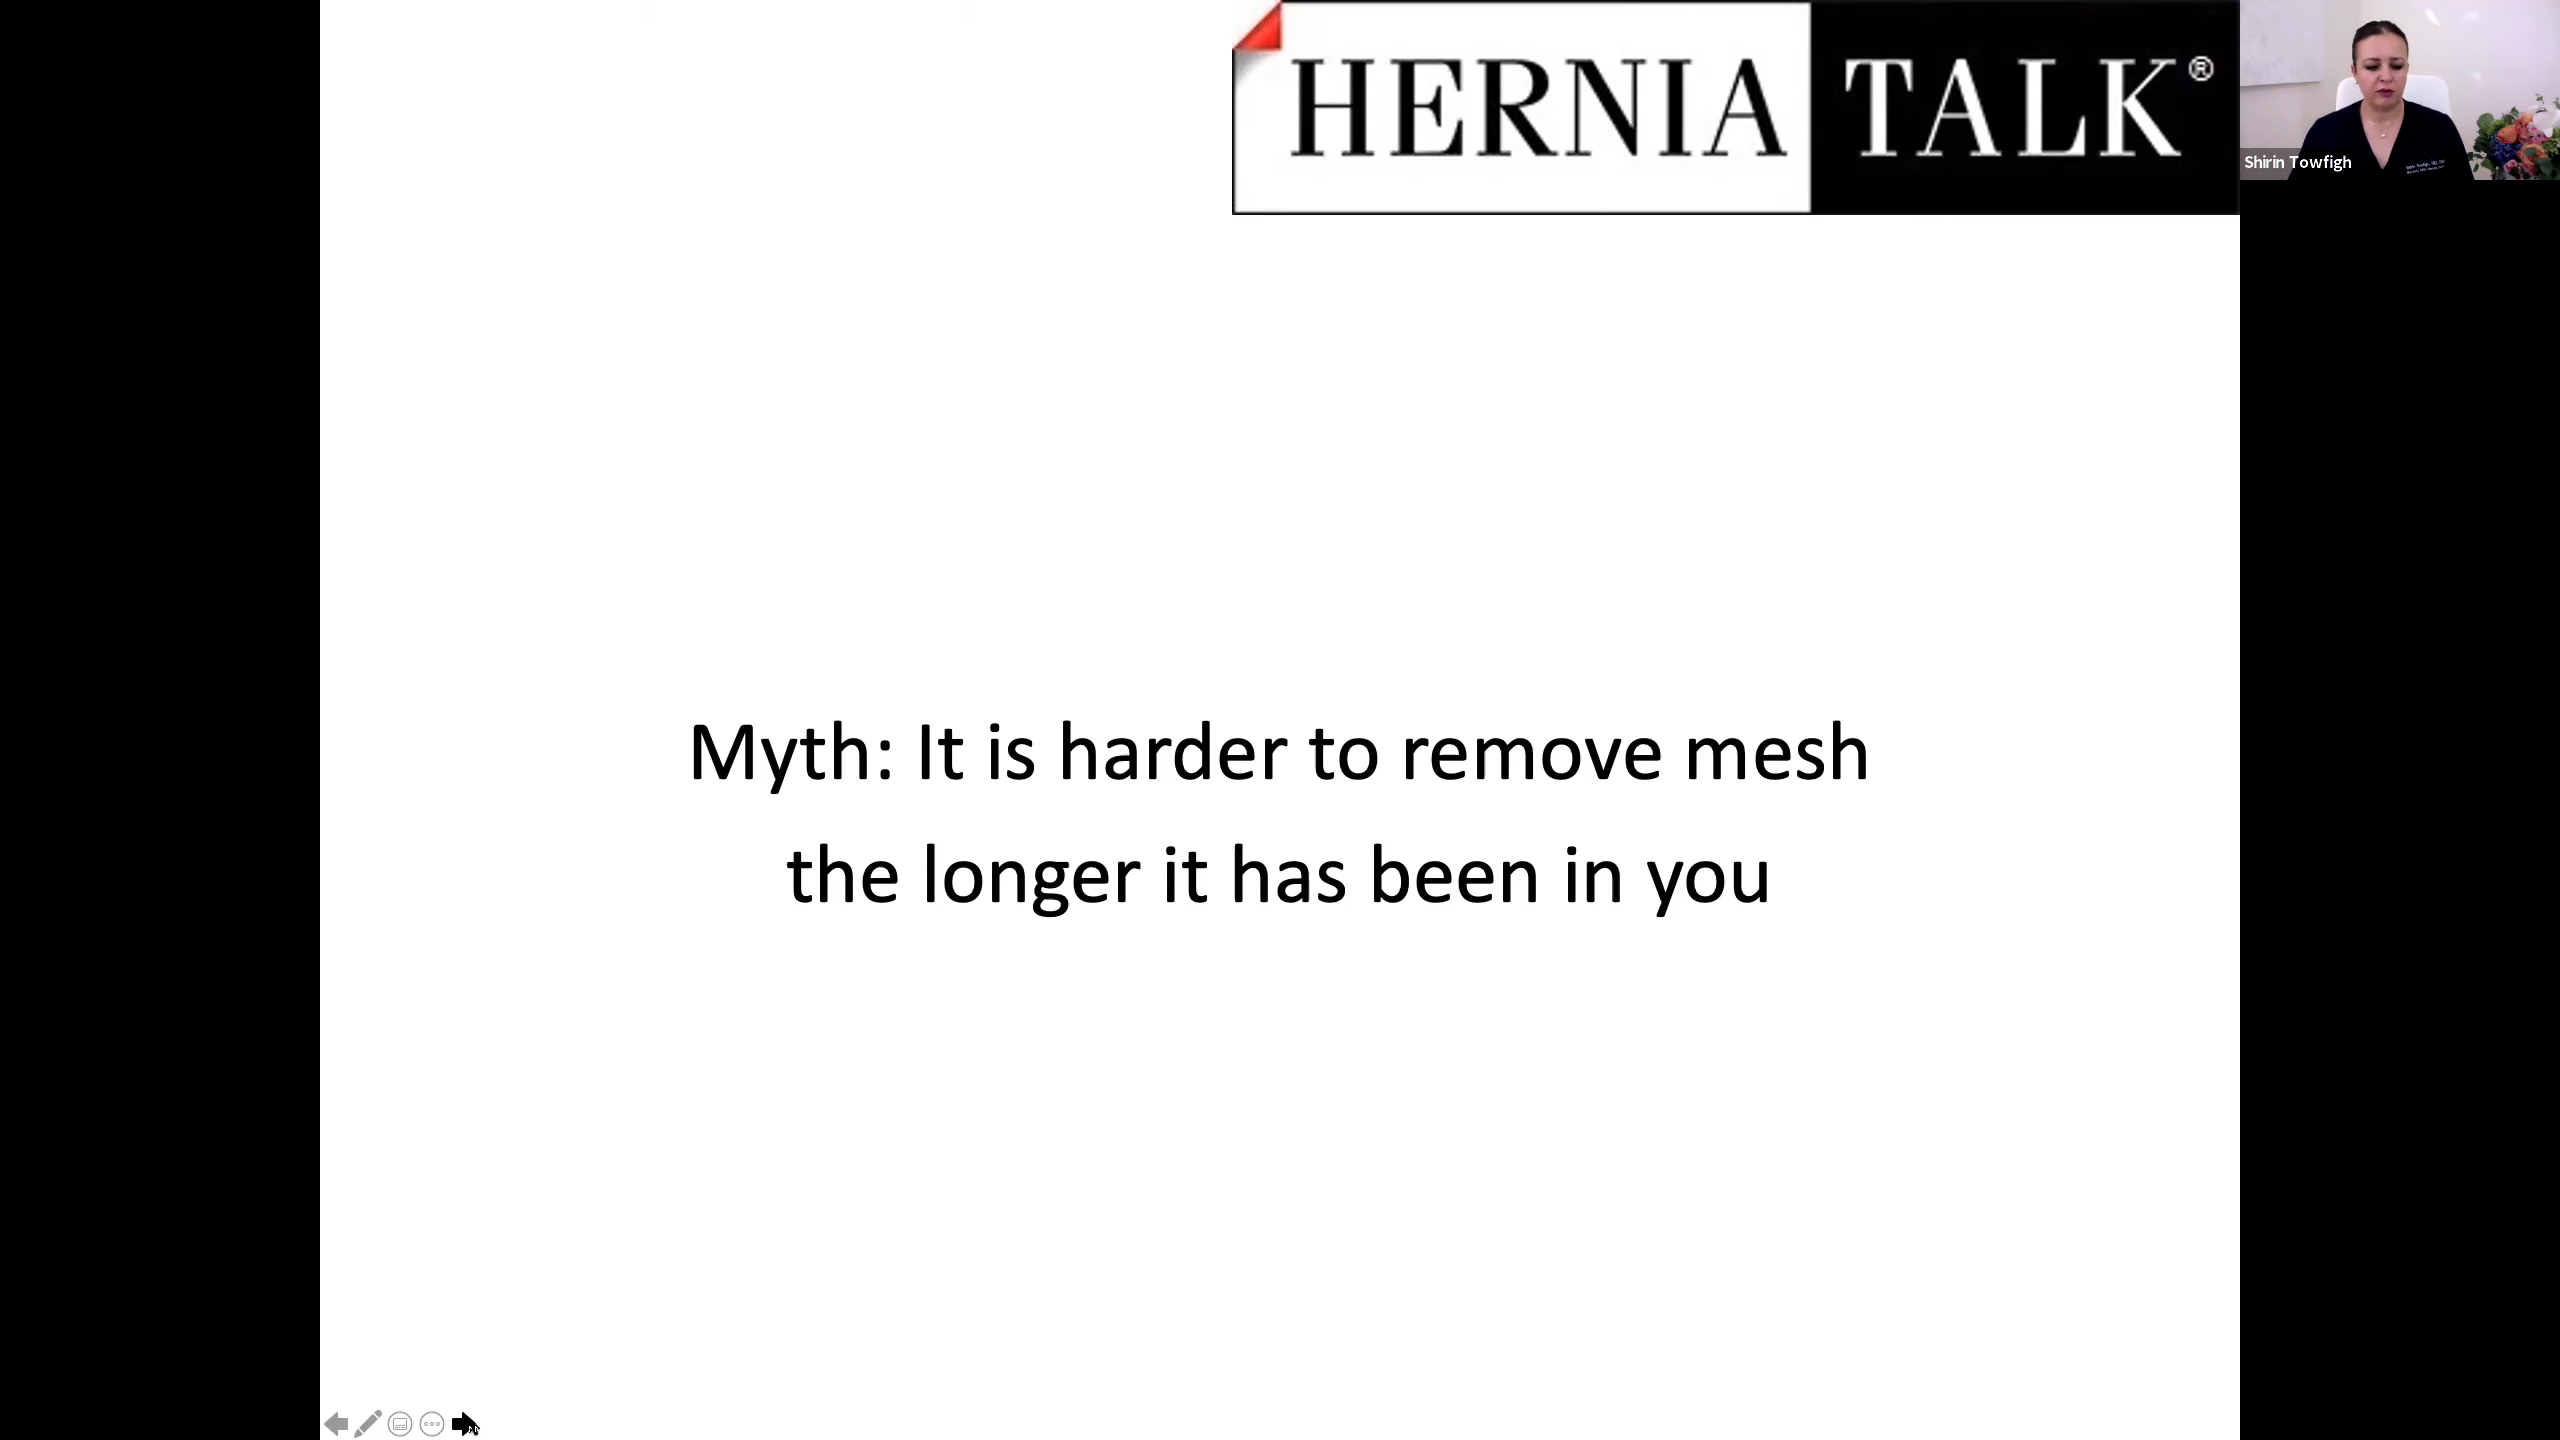 HERNIA TALK®
Shirin Towfigh
Myth: It is harder to remove mesh
the longer it has been in you